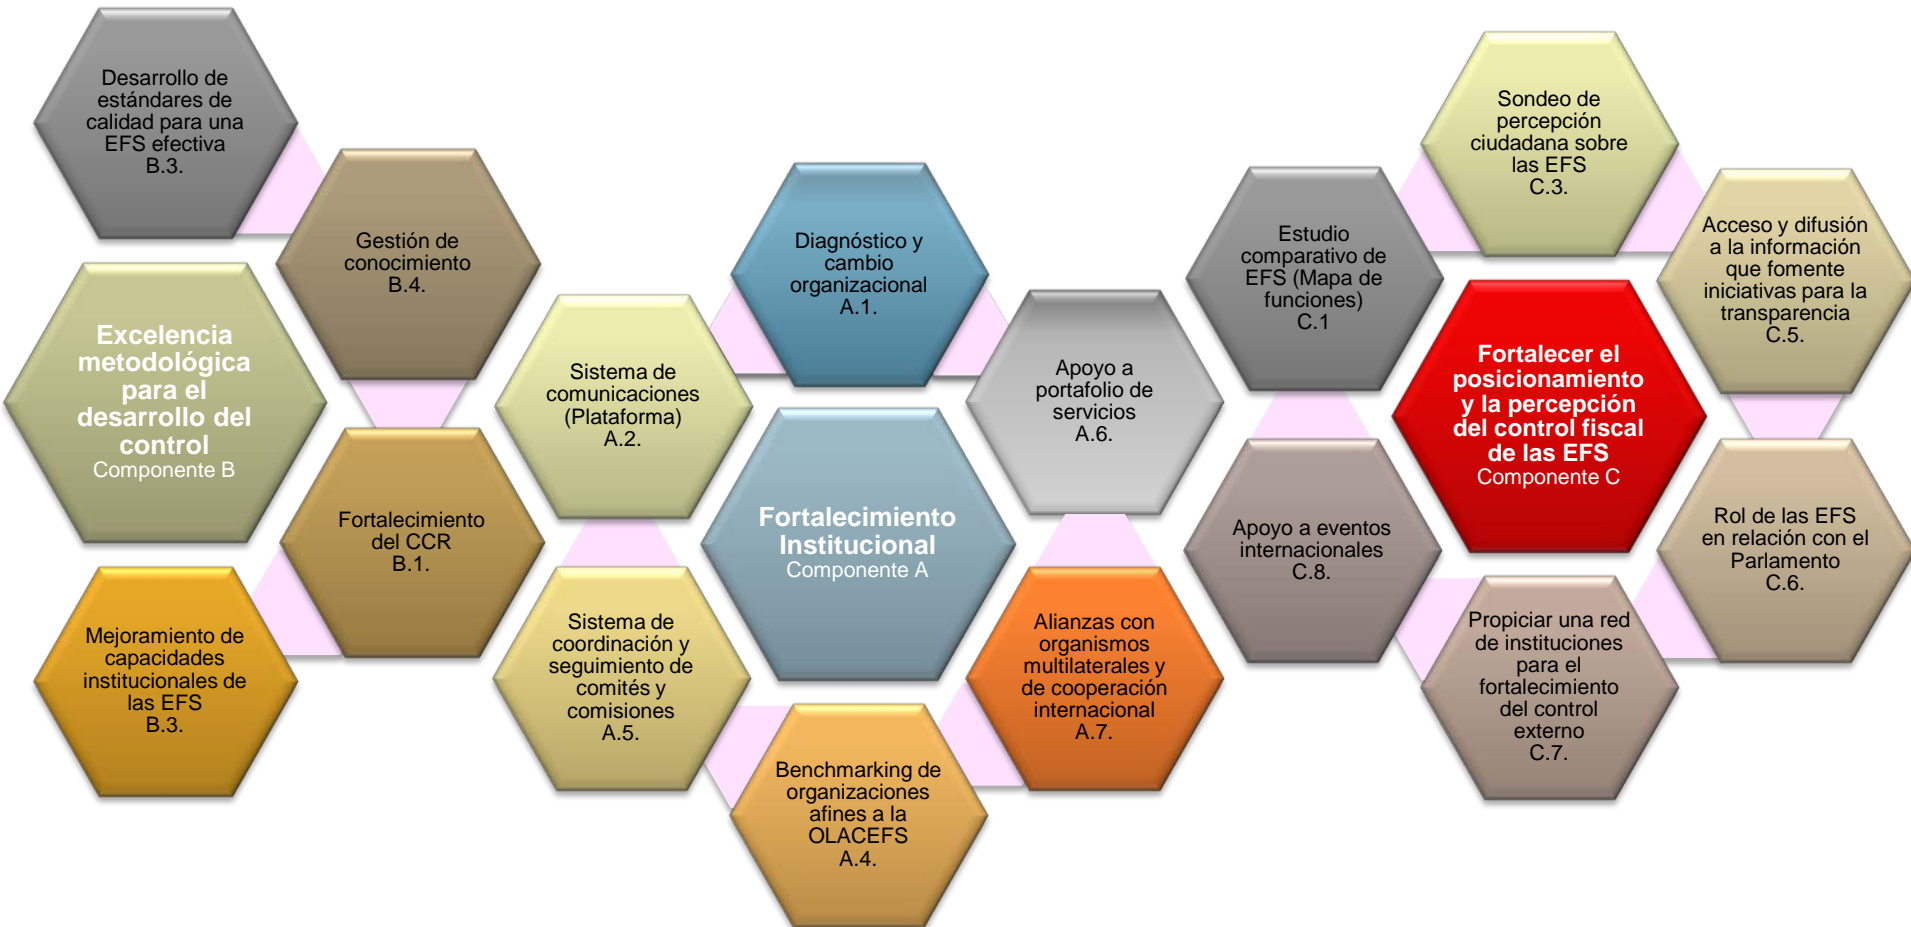 Desarrollo de
estándares de
calidad para una
EFS efectiva
B.3.
Gestión de
conocimiento
B.4.
Excelencia
metodológica
para el
desarrollo del
control
Componente B
Fortalecimiento
del CCR
B.1.
Mejoramiento de
capacidades
institucionales de
las EFS
B.3.
Diagnóstico y
cambio
organizacional
A.1.
Sistema de
comunicaciones
(Plataforma)
A.2.
Apoyo a
portafolio de
servicios
A.6.
Fortalecimiento
Institucional
Componente A
Sistema de
coordinación y
seguimiento de
comités y
comisiones
A.5.
Alianzas con
organismos
multilaterales y
de cooperación
internacional
A.7.
Benchmarking de
organizaciones
afines a la
OLACEFS
A.4.
Sondeo de
percepción
ciudadana sobre
las EFS
C.3.
Estudio
comparativo de
EFS (Mapa de
funciones)
C.1
Acceso y difusión
a la información
que fomente
iniciativas para la
transparencia
C.5.
Fortalecer el
posicionamiento
y la percepción
del control fiscal
de las EFS
Componente C
Apoyo a eventos
internacionales
C.8.
Rol de las EFS
en relación con el
Parlamento
C.6.
Propiciar una red
de instituciones
para el
fortalecimiento
del control
externo
C.7.